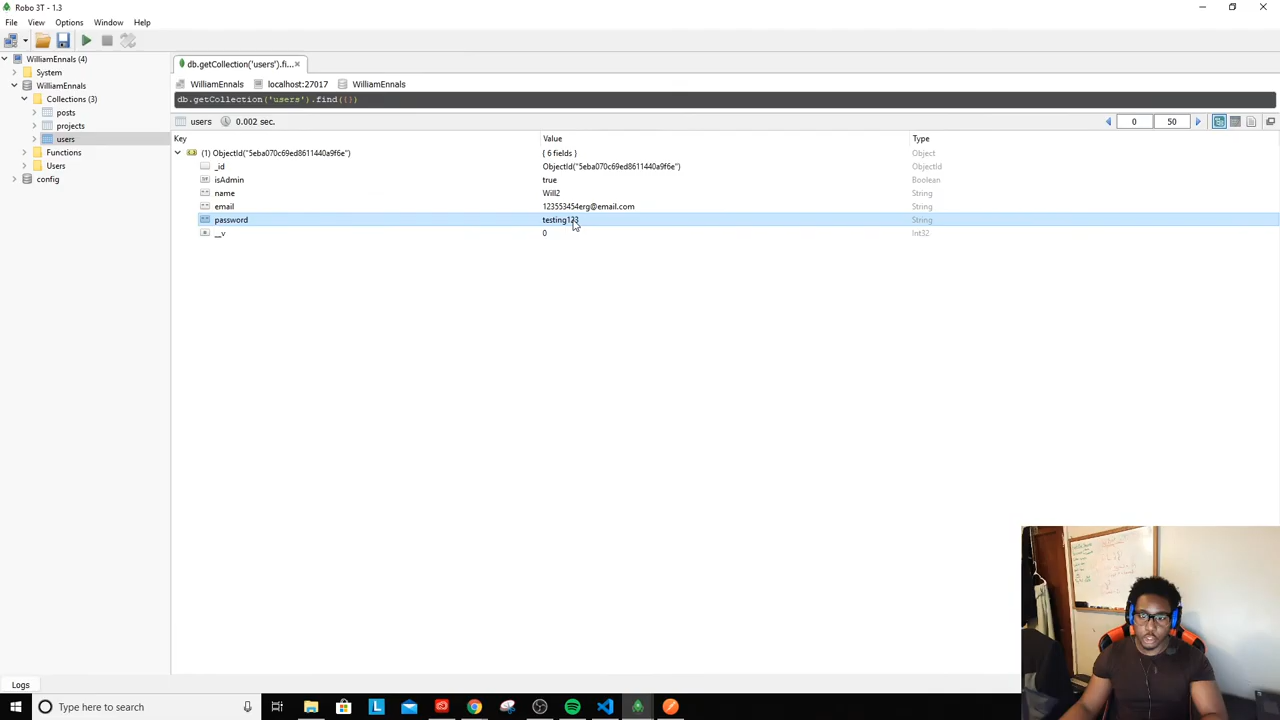 Robo 3T - 1.3
File View Options Window Help
WilliamEnnals (4)
System
WilliamEnnals
Collections (3)
posts
projects
users
Functions
Users
config
db.getCollection('users').fi...
WilliamEnnals localhost:27017 WilliamEnnals
db.getCollection('users').find({})
users 0.002 sec. 0 50
Key Value Type
(1) ObjectId("5eba070c69ed8611440a9f6e") { 6 fields } Object
_id ObjectId("5eba070c69ed8611440a9f6e") ObjectId
isAdmin true Boolean
name Will2 String
email 123553454erg@email.com String
password testing123 String
__v 0 Int32
Logs
Type here to search